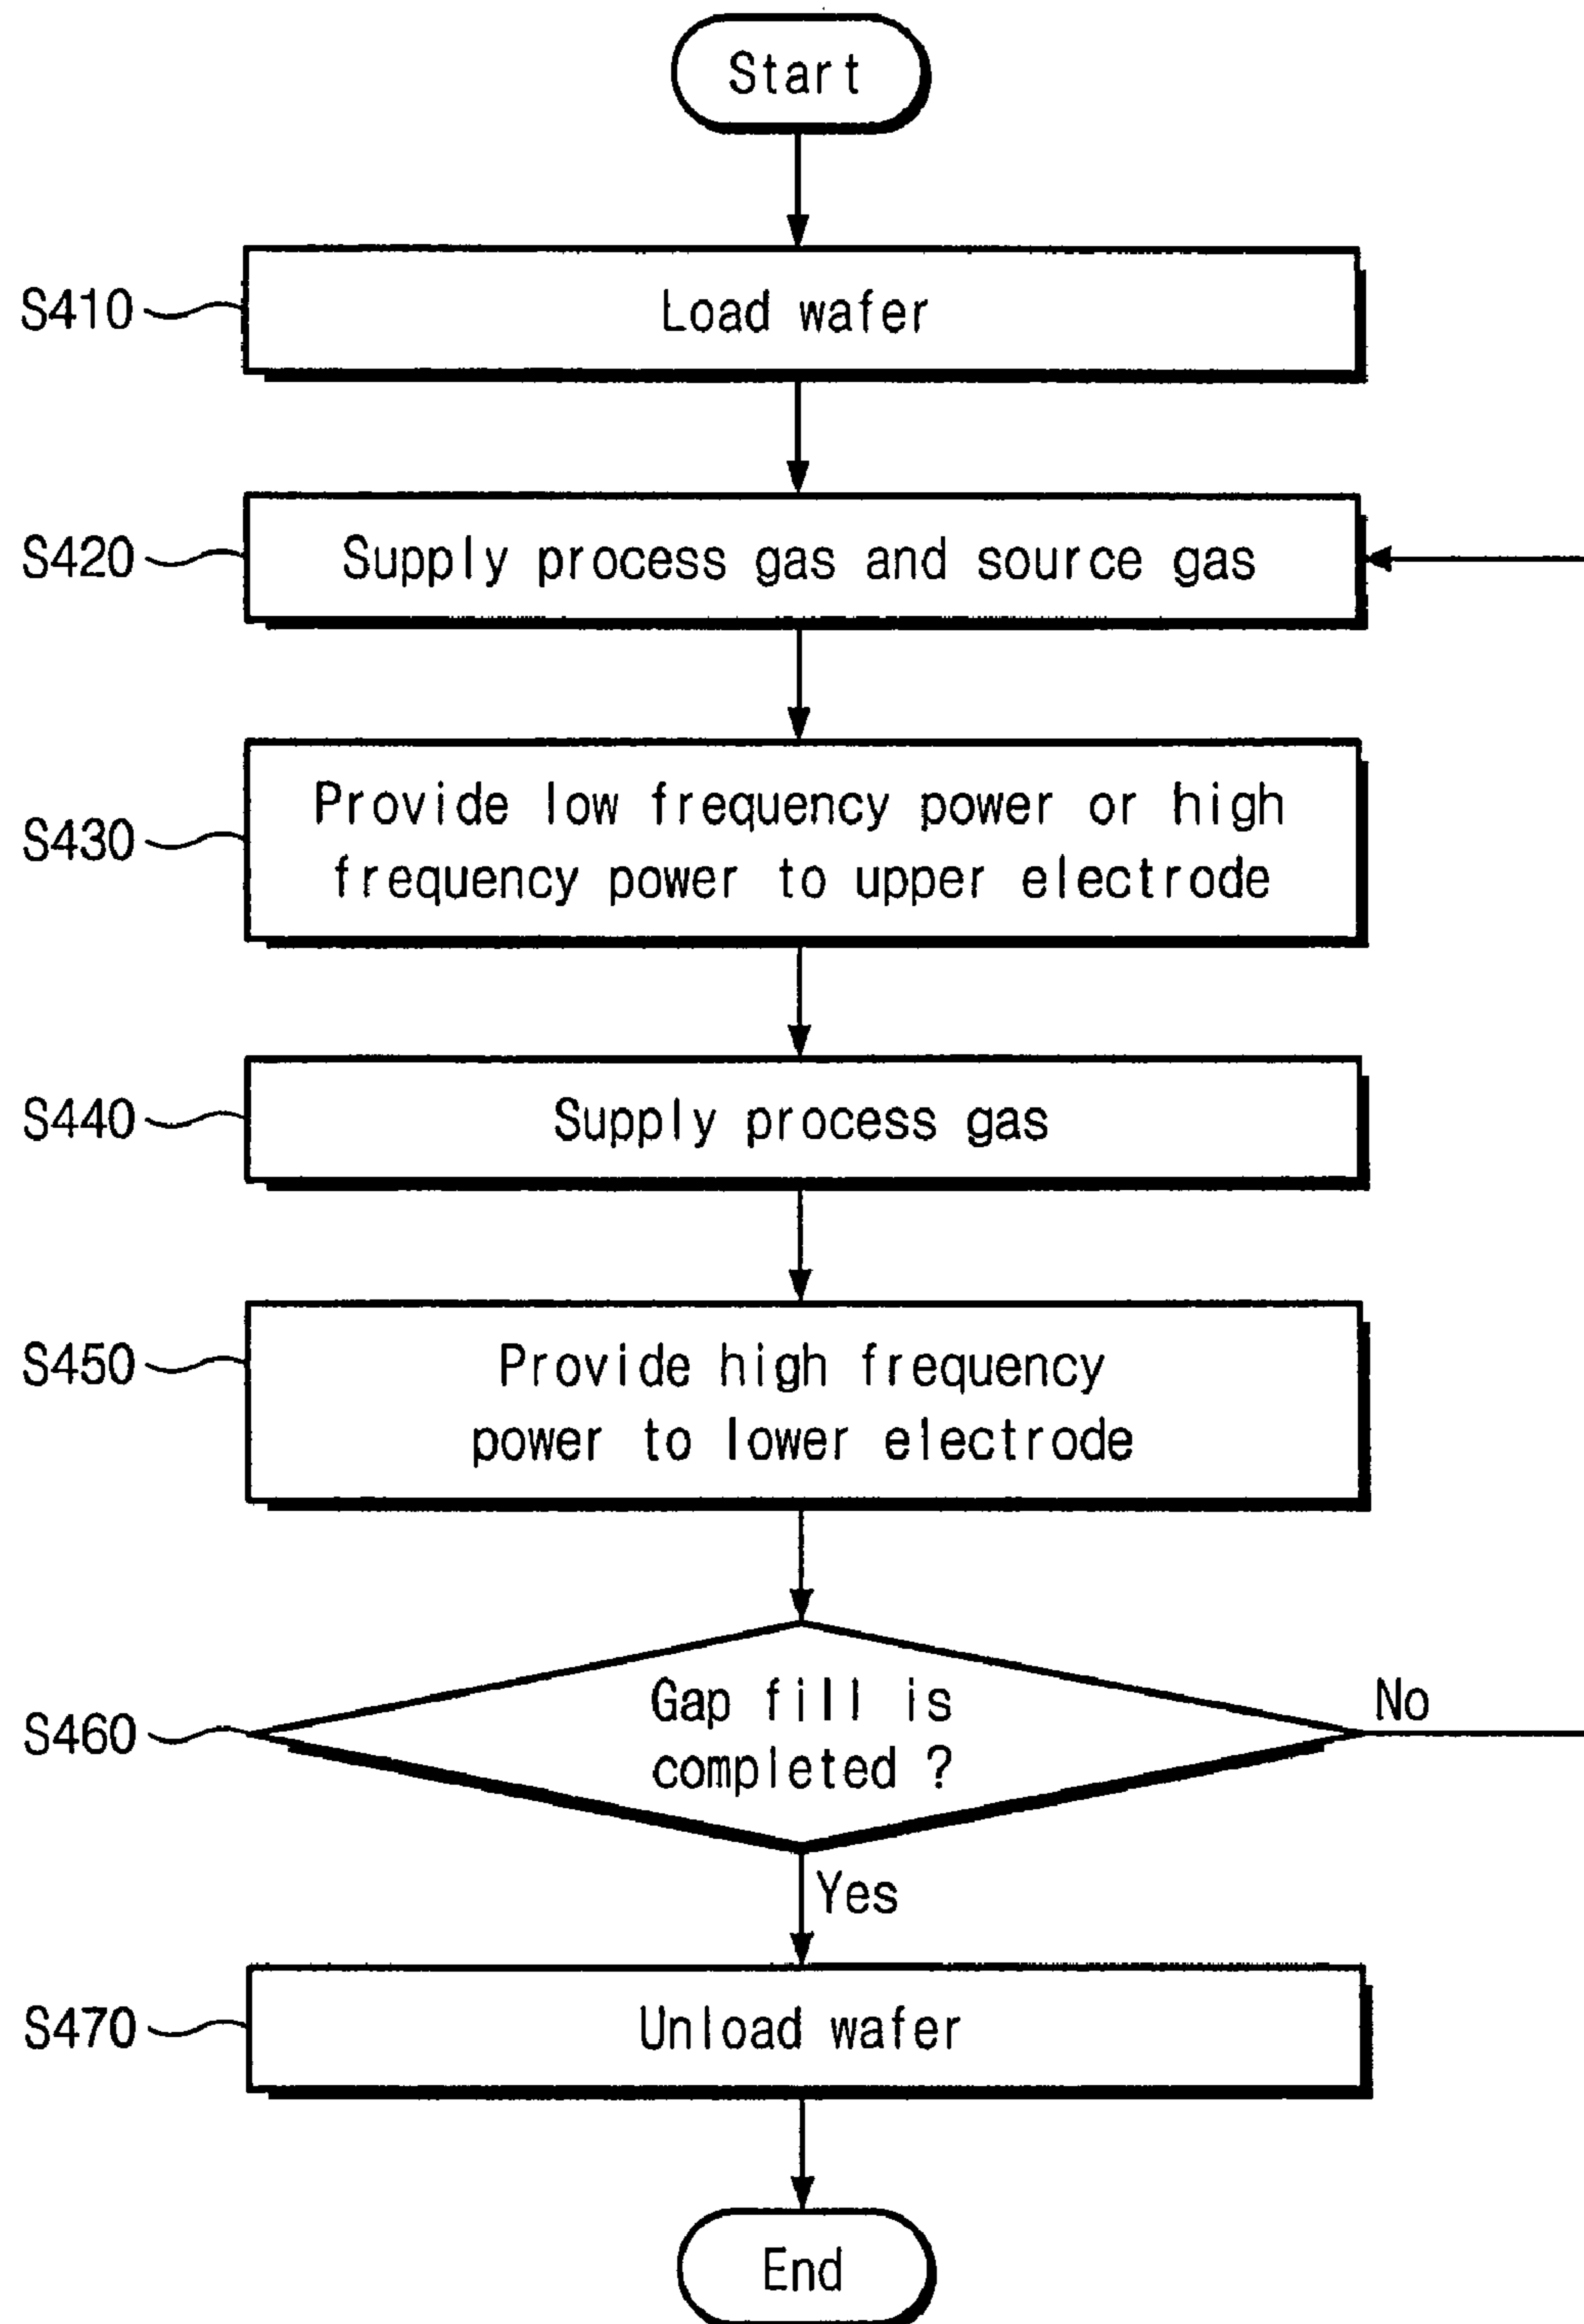 Start
S410
Load wafer
S420
Supply process gas and source gas
S430
Provide low frequency power or high
frequency power to upper electrode
S440
Supply process gas
S450
Provide high frequency
power to lower electrode
S460
Gap fill is
completed ?
No
Yes
S470
Unload wafer
End